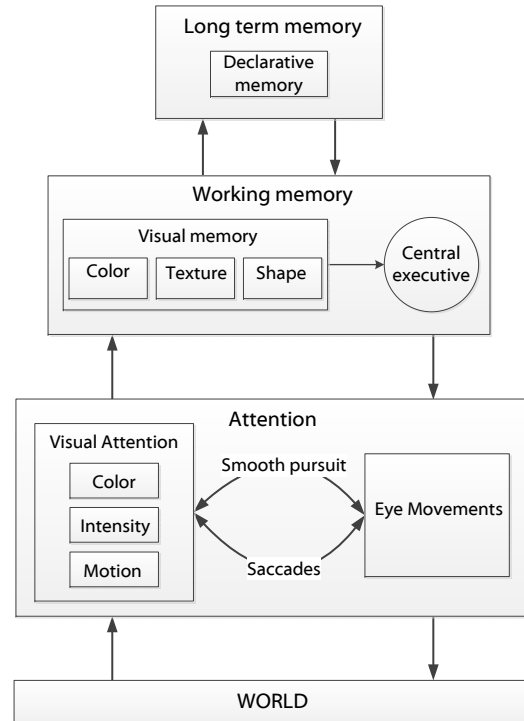 Long term memory
Declarative
memory
Working memory
Visual memory
Color
Texture
Shape
Central
executive
Attention
Visual Attention
Color
Intensity
Motion
Smooth pursuit
Saccades
Eye Movements
WORLD